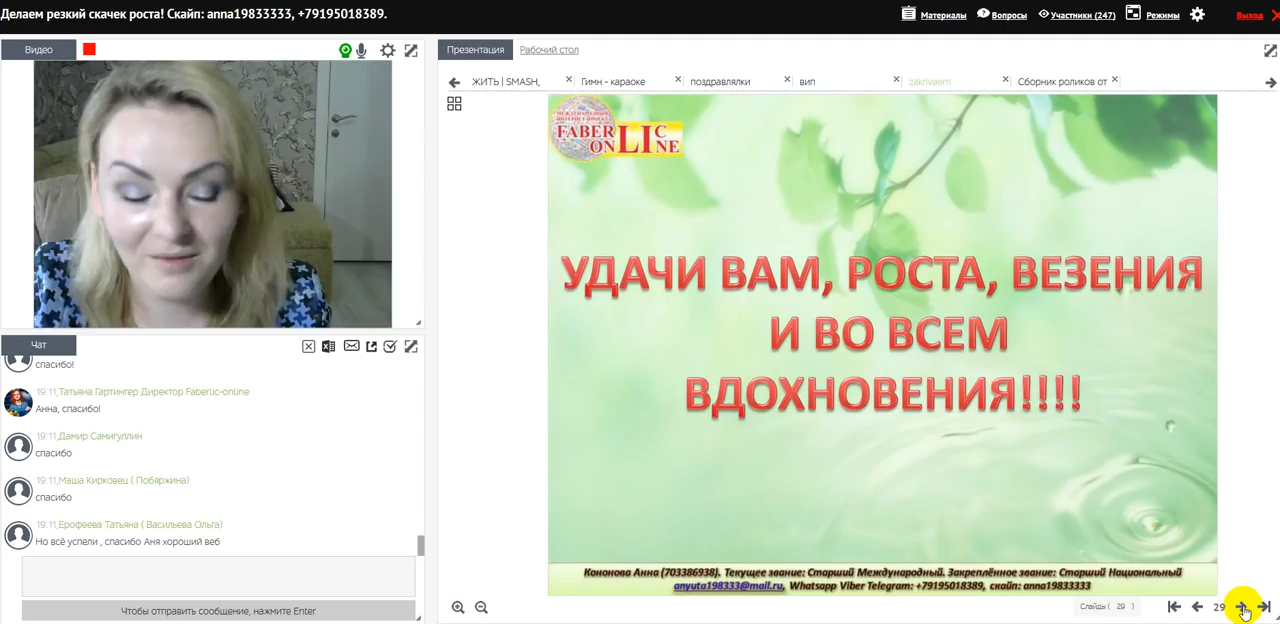 Делаем резкий скачек роста! Скайп: anna19833333, +79195018389.
Материалы Вопросы Участники (247) Режимы Выход
Видео
Презентация Рабочий стол
ЖИТЬ | SMASH, Гимн - караоке поздравлялки вип zakrivaem Сборник роликов от
МЕЖДУНАРОДНЫЙ
ИНТЕРНЕТ-ПРОЕКТ
FABERLIC
ONLINE
УДАЧИ ВАМ, РОСТА, ВЕЗЕНИЯ
И ВО ВСЕМ
ВДОХНОВЕНИЯ!!!!
Кононова Анна (703386938). Текущее звание: Старший Международный. Закреплённое звание: Старший Национальный
anyuta198333@mail.ru, Whatsapp Viber Telegram: +79195018389, скайп: anna19833333
Слайды ( 29 ) 29
Чат
спасибо!
19:11, Татьяна Гартингер Директор Faberlic-online
Анна, спасибо!
19:11, Дамир Самигуллин
спасибо
19:11, Маша Кирковец ( Побяржина)
спасибо
19:11, Ерофеева Татьяна ( Васильева Ольга)
Но всё успели , спасибо Аня хороший веб
Чтобы отправить сообщение, нажмите Enter